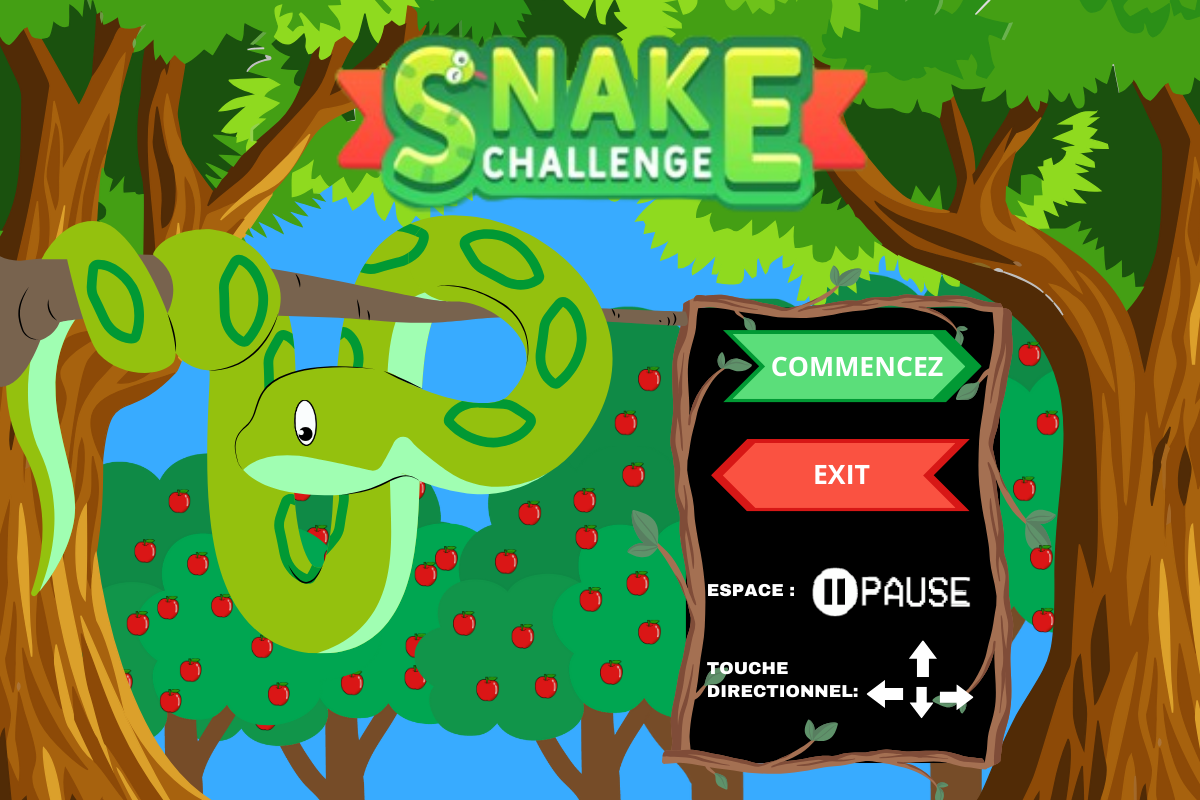 SNAKE
CHALLENGE
COMMENCEZ
EXIT
ESPACE : PAUSE
TOUCHE
DIRECTIONNEL: